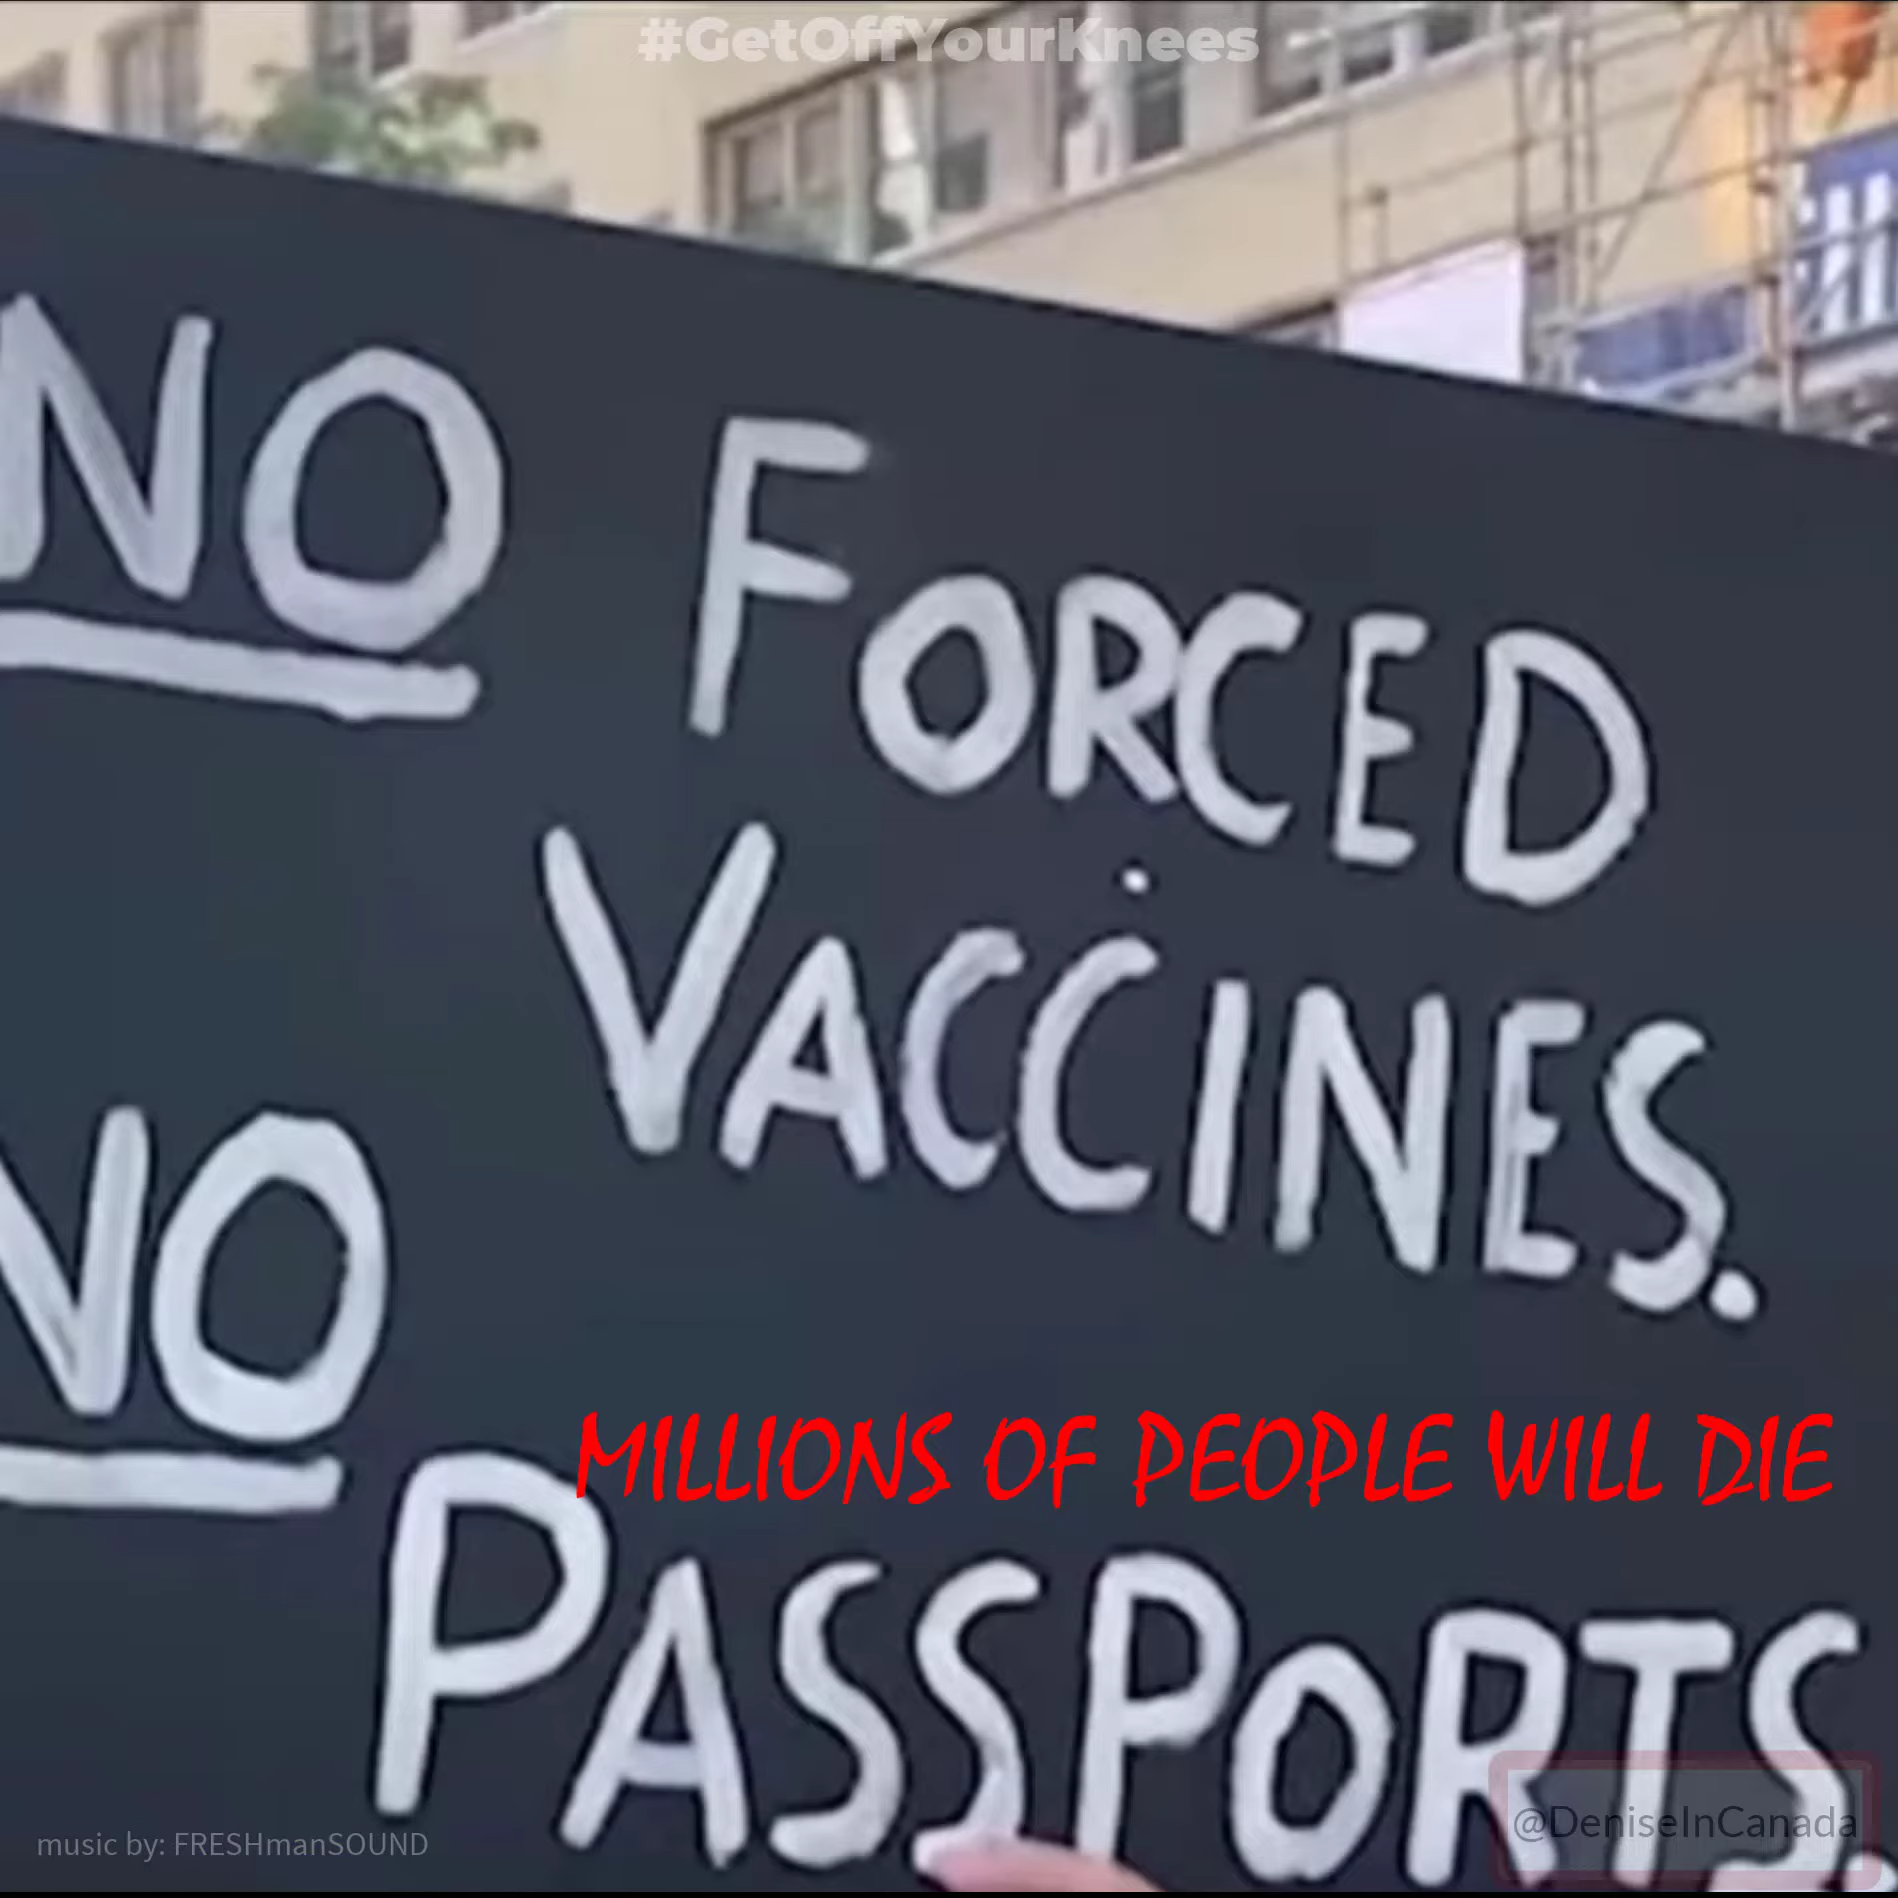 #GetOffYourKnees
NO FORCED
VACCINES.
NO
MILLIONS OF PEOPLE WILL DIE
PASSPORTS.
@DeniseInCanada
music by: FRESHmanSOUND